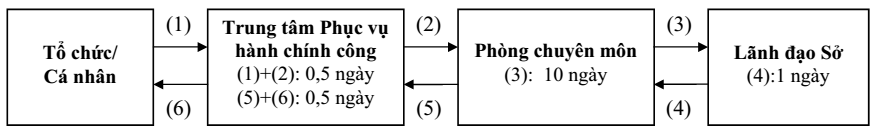 (1)
(2)
(3)
Tổ chức/
Cá nhân
Trung tâm Phục vụ
hành chính công
(1)+(2): 0,5 ngày
(5)+(6): 0,5 ngày
Phòng chuyên môn
(3): 10 ngày
Lãnh đạo Sở
(4):1 ngày
(6)
(5)
(4)